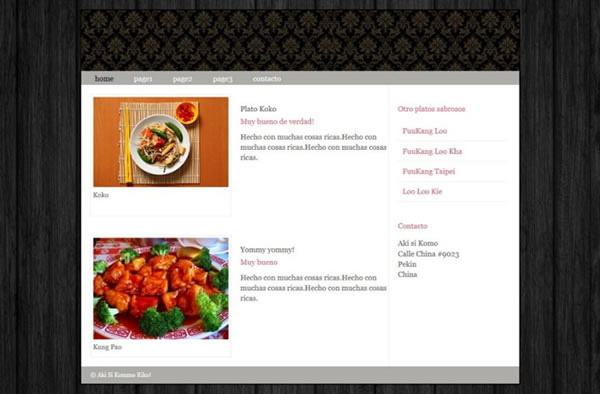 home page1 page2 page3 contacto
Koko
Plato Koko
Muy bueno de verdad!
Hecho con muchas cosas ricas.Hecho con
muchas cosas ricas.Hecho con muchas cosas
ricas.
Kung Pao
Yommy yommy!
Muy bueno
Hecho con muchas cosas ricas.Hecho con
muchas cosas ricas.Hecho con muchas cosas
ricas.
Otro platos sabrosos
FuuKang Loo
FuuKang Loo Kha
FuuKang Txipei
Loo Loo Kie
Contacto
Aki si Komo
Calle China #9023
Pekin
China
© Aki Si Kommo Riko!